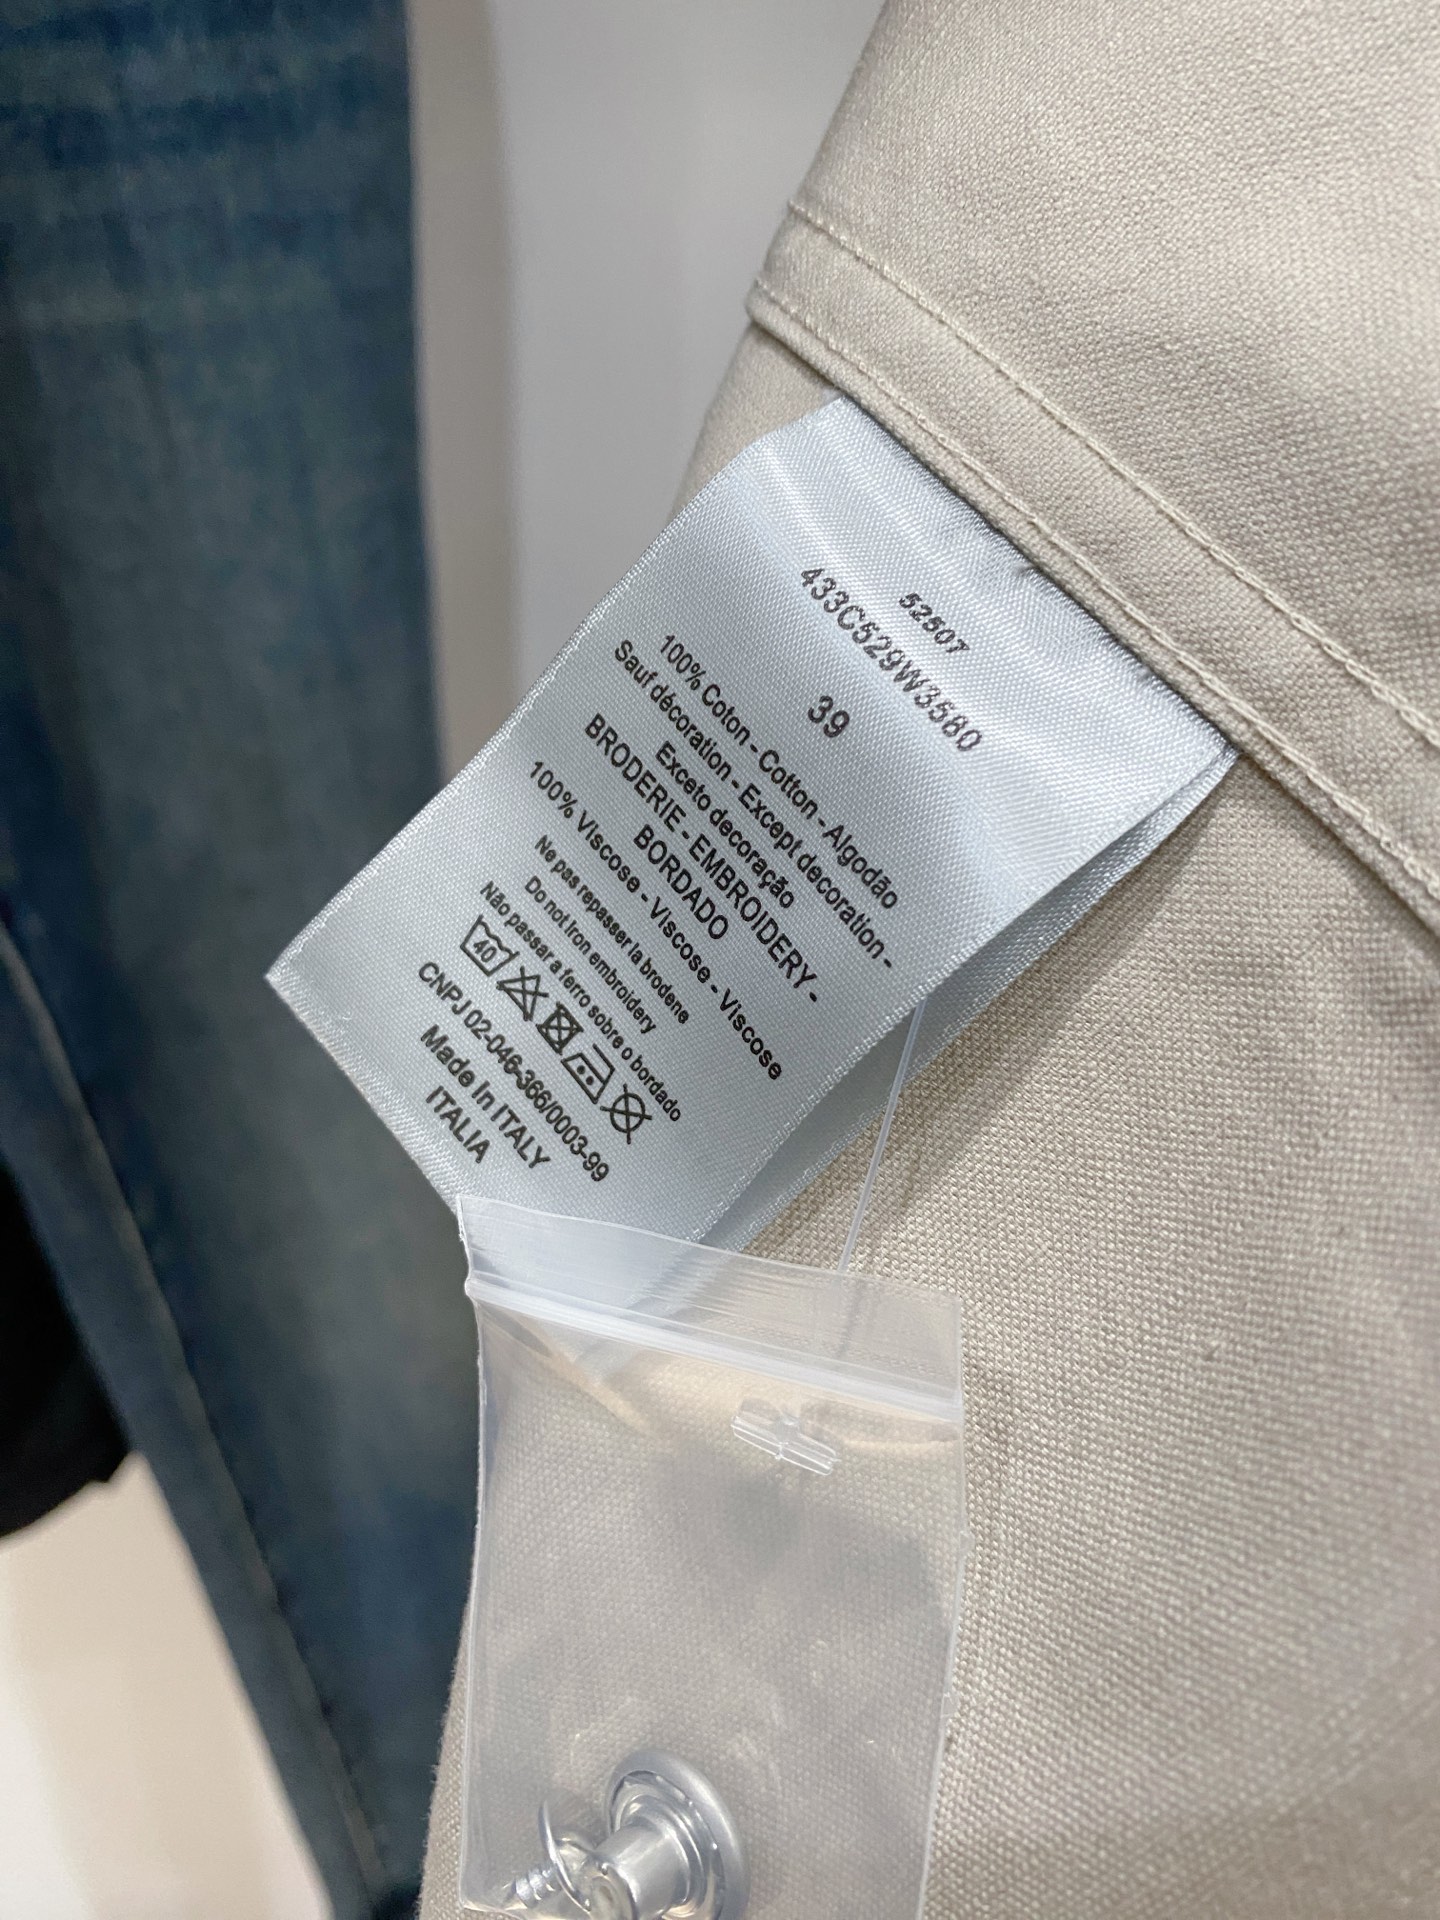 52507
433C529W3580
39
100% Coton - Cotton - Algodão
Sauf décoration - Except decoration -
Exceto decoração
BRODERIE - EMBROIDERY -
BORDADO
100% Viscose - Viscose - Viscose
Ne pas repasser la brodene
Do not Iron embroidery
Não passar a ferro sobre o bordado
40
CNPJ 02-046-366/0003-99
Made In ITALY
ITALIA